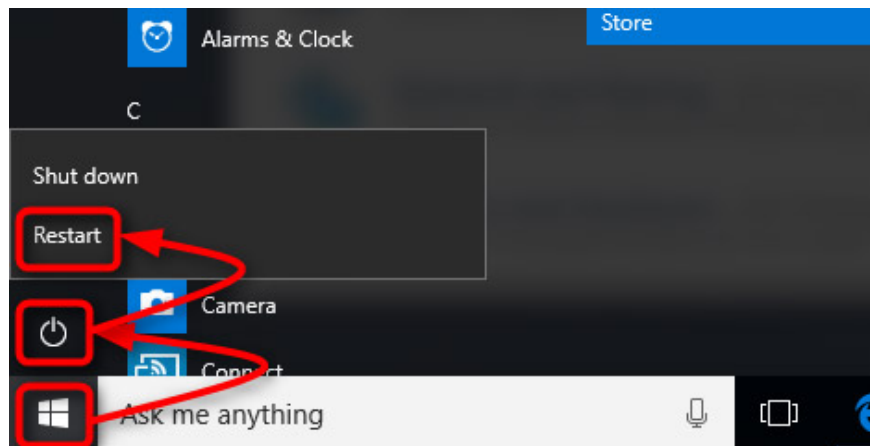 Alarms & Clock
Store
C
Shut down
Restart
Camera
Connect
Ask me anything